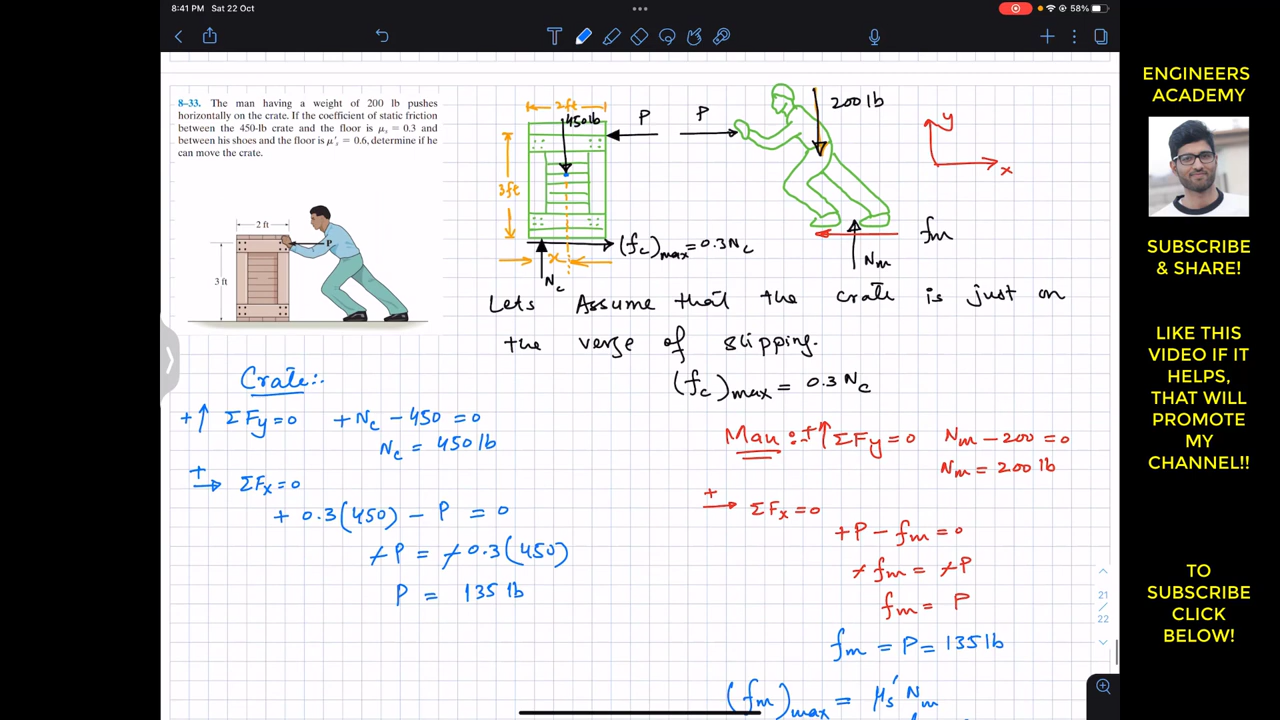 8:41 PM Sat 22 Oct
58%
8–33. The man having a weight of 200 lb pushes
horizontally on the crate. If the coefficient of static friction
between the 450-lb crate and the floor is μs = 0.3 and
between his shoes and the floor is μ's = 0.6, determine if he
can move the crate.
2 ft
P
3 ft
2ft
450lb
P
P
200 lb
y
x
3ft
(fc)max = 0.3Nc
x
Nc
fm
Nm
Lets Assume that the crate is just on
the verge of slipping.
(fc)max = 0.3 Nc
Crate:
+↑ ΣFy=0 +Nc − 450 = 0
Nc = 450 lb
+→ ΣFx=0
+ 0.3(450) − P = 0
-P = -0.3(450)
P = 135 lb
Man: +↑ ΣFy=0 Nm − 200 = 0
Nm = 200 lb
+→ ΣFx=0
+P − fm = 0
-fm = -P
fm = P
fm = P = 135 lb
(fm)max = μs' Nm
21
/
22
ENGINEERS
ACADEMY
SUBSCRIBE
& SHARE!
LIKE THIS
VIDEO IF IT
HELPS,
THAT WILL
PROMOTE
MY
CHANNEL!!
TO
SUBSCRIBE
CLICK
BELOW!